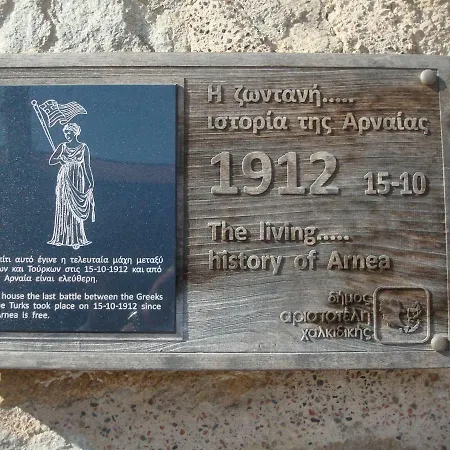 πίτι αυτό έγινε η τελευταία μάχη μεταξύ
ων και Τούρκων στις 15-10-1912 και από
Αρναία είναι ελεύθερη.
house the last battle between the Greeks
e Turks took place on 15-10-1912 since
Arnea is free.
Η ζωντανή.....
ιστορία της Αρναίας
1912 15-10
The living.....
history of Arnea
δήμος
αριστοτέλη
χαλκιδικής